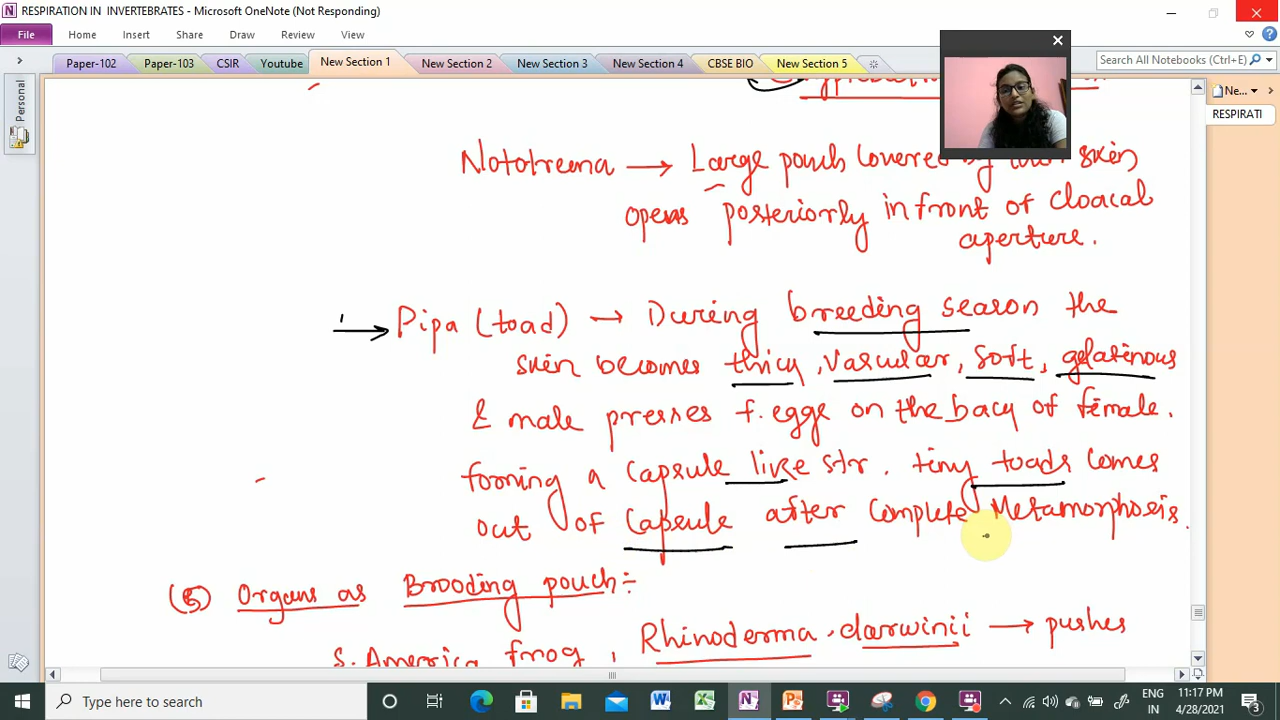 RESPIRATION IN INVERTEBRATES - Microsoft OneNote (Not Responding)
File Home Insert Share Draw Review View
Paper-102 Paper-103 CSIR Youtube New Section 1 New Section 2 New Section 3 New Section 4 CBSE BIO New Section 5 Search All Notebooks (Ctrl+E)
Personal
Ne...
RESPIRATI
Nototrema → Large pouch covered by skin
opens posteriorly in front of cloacal
aperture.
Pipa (toad) → During breeding season the
skin becomes thick, vascular, soft, gelatinous
& male presses f. eggs on the back of female.
forming a capsule like str. tiny toads comes
out of capsule after complete Metamorphosis.
(5) Organs as Brooding pouch:-
S. America frog, Rhinoderma darwinii → pushes
Type here to search
ENG
IN
11:17 PM
4/28/2021
3